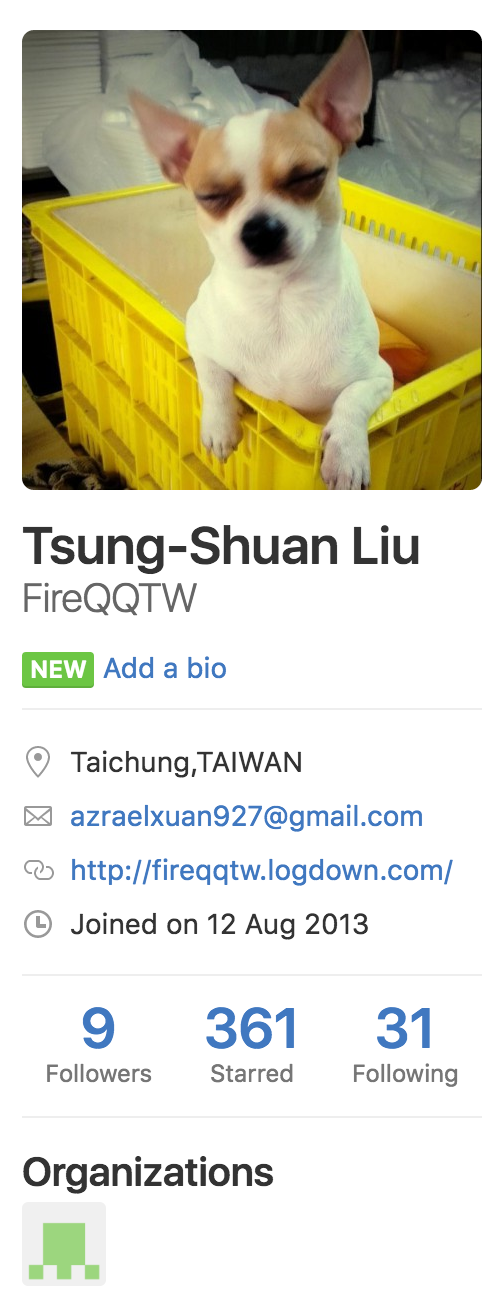 Tsung-Shuan Liu
FireQQTW
NEW Add a bio
Taichung,TAIWAN
azraelxuan927@gmail.com
http://fireqqtw.logdown.com/
Joined on 12 Aug 2013
9 361 31
Followers Starred Following
Organizations